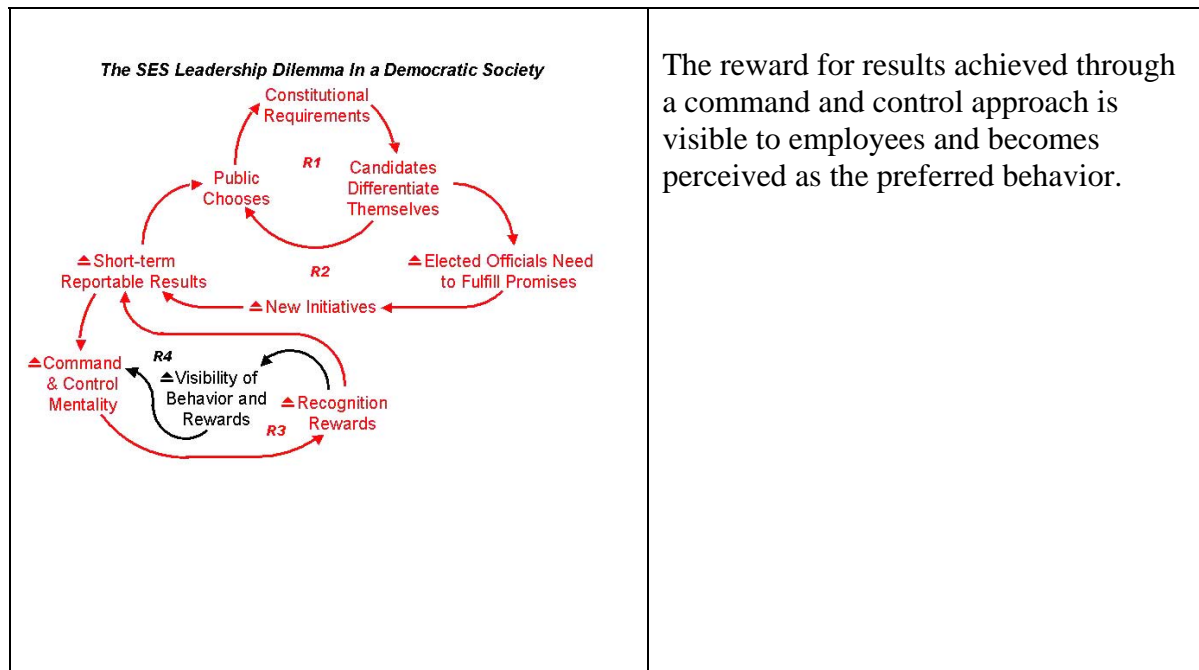 The SES Leadership Dilemma In a Democratic Society
Constitutional
Requirements
R1
Public
Chooses
Candidates
Differentiate
Themselves
Short-term
Reportable Results
R2
Elected Officials Need
to Fulfill Promises
New Initiatives
Command
& Control
Mentality
R4
Visibility of
Behavior and
Rewards
R3
Recognition
Rewards
The reward for results achieved through
a command and control approach is
visible to employees and becomes
perceived as the preferred behavior.